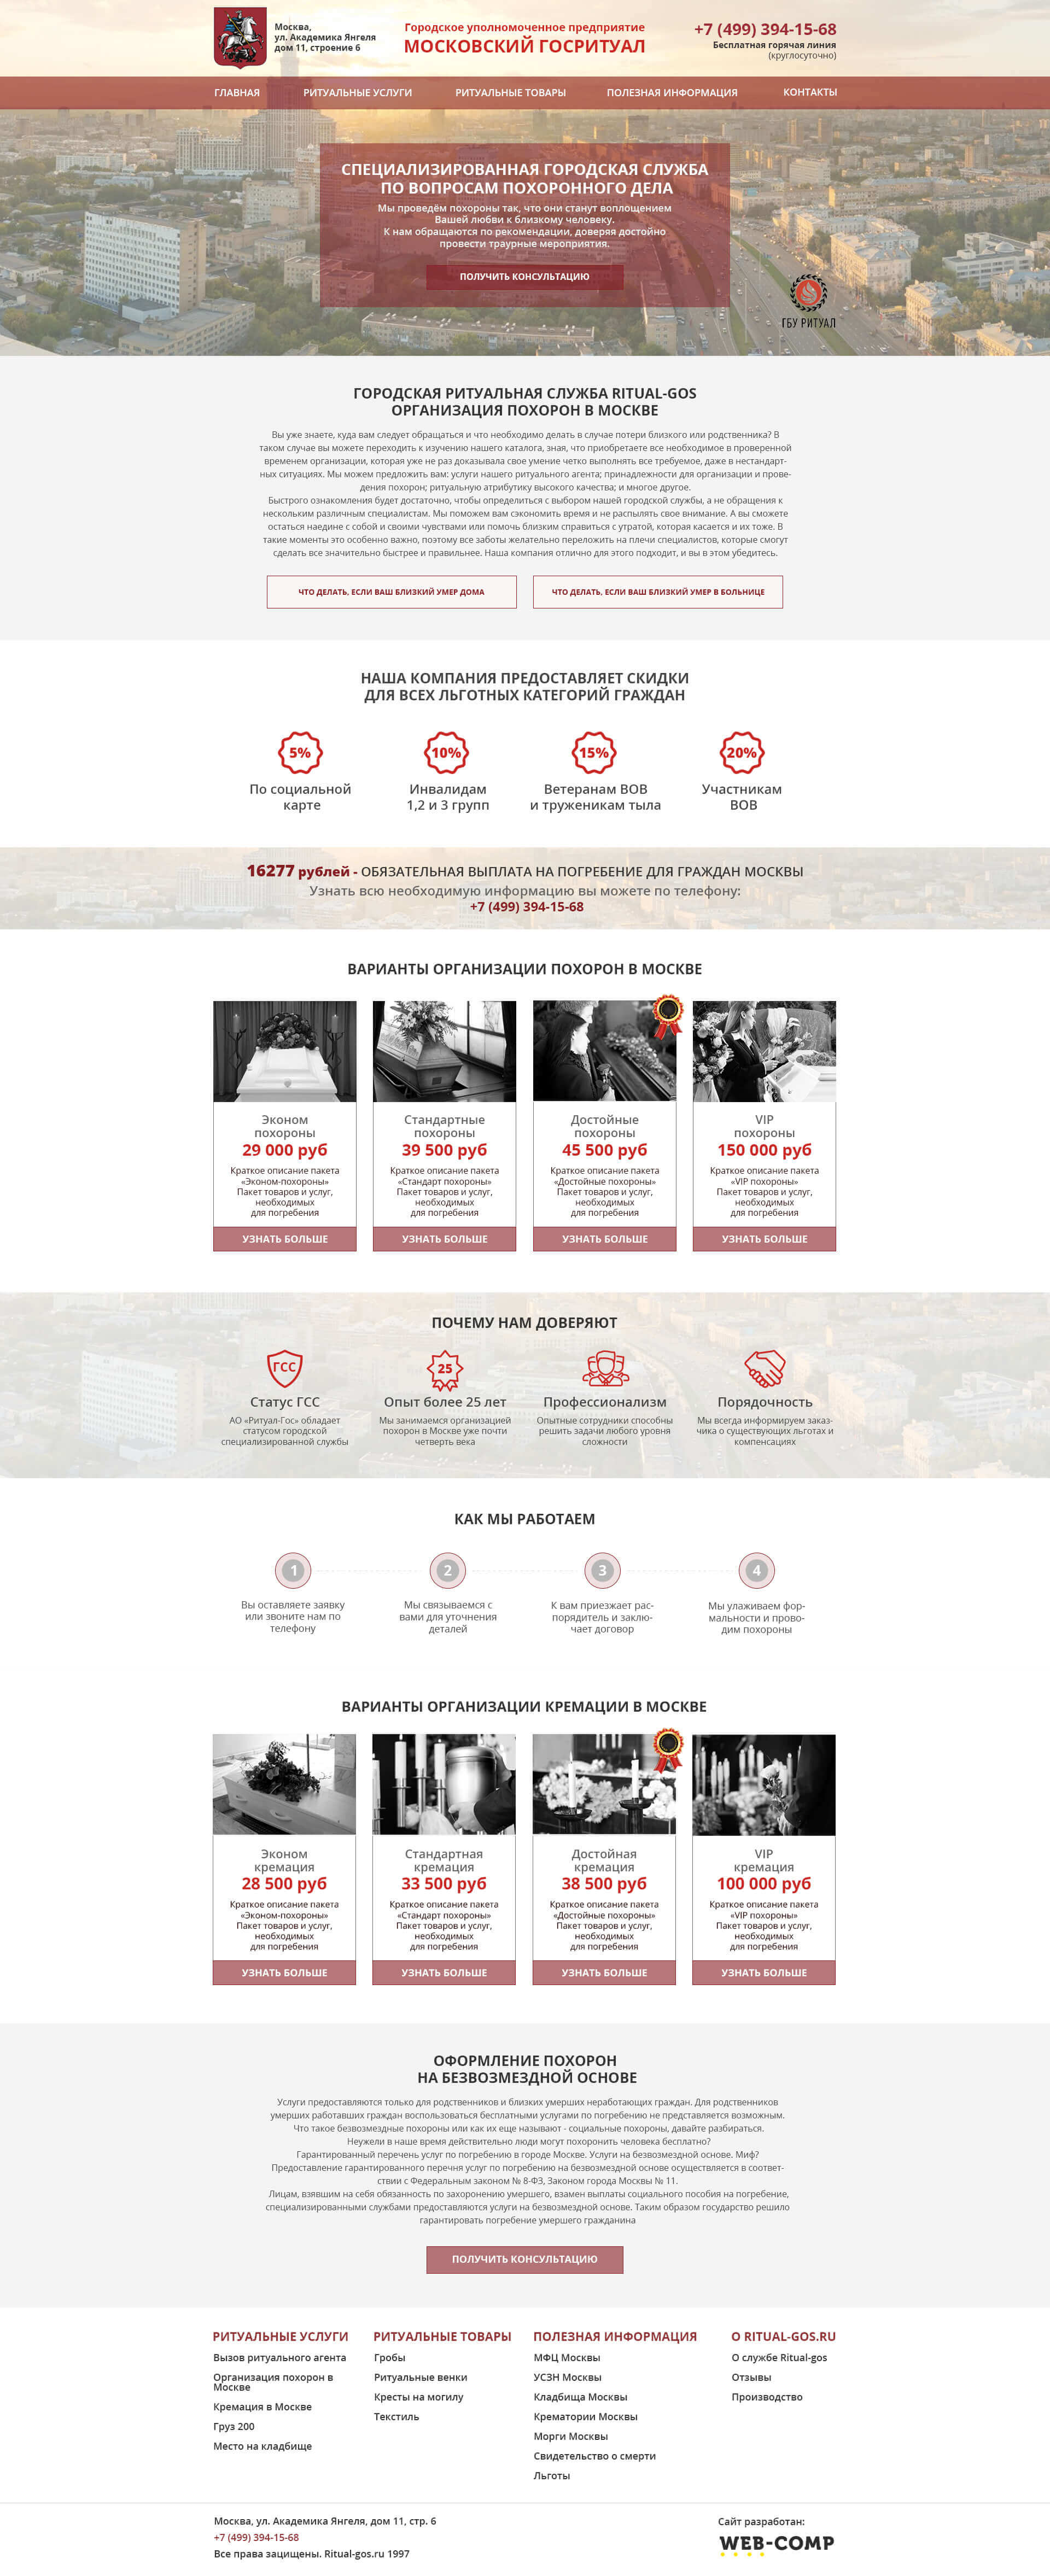 Москва,
ул. Академика Янгеля
дом 11, строение 6
Городское уполномоченное предприятие
МОСКОВСКИЙ ГОСРИТУАЛ
+7 (499) 394-15-68
Бесплатная горячая линия
(круглосуточно)
ГЛАВНАЯ РИТУАЛЬНЫЕ УСЛУГИ РИТУАЛЬНЫЕ ТОВАРЫ ПОЛЕЗНАЯ ИНФОРМАЦИЯ КОНТАКТЫ
СПЕЦИАЛИЗИРОВАННАЯ ГОРОДСКАЯ СЛУЖБА
ПО ВОПРОСАМ ПОХОРОННОГО ДЕЛА
Мы проведём похороны так, что они станут воплощением
Вашей любви к близкому человеку.
К нам обращаются по рекомендации, доверяя достойно
провести траурные мероприятия.
ПОЛУЧИТЬ КОНСУЛЬТАЦИЮ
ГБУ РИТУАЛ
ГОРОДСКАЯ РИТУАЛЬНАЯ СЛУЖБА RITUAL-GOS
ОРГАНИЗАЦИЯ ПОХОРОН В МОСКВЕ
Вы уже знаете, куда вам следует обращаться и что необходимо делать в случае потери близкого или родственника? В
таком случае вы можете переходить к изучению нашего каталога, зная, что приобретаете все необходимое в проверенной
временем организации, которая уже не раз доказывала свое умение четко выполнять все требуемое, даже в нестандарт-
ных ситуациях. Мы можем предложить вам: услуги нашего ритуального агента; принадлежности для организации и прове-
дения похорон; ритуальную атрибутику высокого качества; и многое другое.
Быстрого ознакомления будет достаточно, чтобы определиться с выбором нашей городской службы, а не обращения к
нескольким различным специалистам. Мы поможем вам сэкономить время и не распылять свое внимание. А вы сможете
остаться наедине с собой и своими чувствами или помочь близким справиться с утратой, которая касается и их тоже. В
такие моменты это особенно важно, поэтому все заботы желательно переложить на плечи специалистов, которые смогут
сделать все значительно быстрее и правильнее. Наша компания отлично для этого подходит, и вы в этом убедитесь.
ЧТО ДЕЛАТЬ, ЕСЛИ ВАШ БЛИЗКИЙ УМЕР ДОМА
ЧТО ДЕЛАТЬ, ЕСЛИ ВАШ БЛИЗКИЙ УМЕР В БОЛЬНИЦЕ
НАША КОМПАНИЯ ПРЕДОСТАВЛЯЕТ СКИДКИ
ДЛЯ ВСЕХ ЛЬГОТНЫХ КАТЕГОРИЙ ГРАЖДАН
5%
По социальной
карте
10%
Инвалидам
1,2 и 3 групп
15%
Ветеранам ВОВ
и труженикам тыла
20%
Участникам
ВОВ
16277 рублей - ОБЯЗАТЕЛЬНАЯ ВЫПЛАТА НА ПОГРЕБЕНИЕ ДЛЯ ГРАЖДАН МОСКВЫ
Узнать всю необходимую информацию вы можете по телефону:
+7 (499) 394-15-68
ВАРИАНТЫ ОРГАНИЗАЦИИ ПОХОРОН В МОСКВЕ
Эконом
похороны
29 000 руб
Краткое описание пакета
«Эконом-похороны»
Пакет товаров и услуг,
необходимых
для погребения
УЗНАТЬ БОЛЬШЕ
Стандартные
похороны
39 500 руб
Краткое описание пакета
«Стандарт похороны»
Пакет товаров и услуг,
необходимых
для погребения
УЗНАТЬ БОЛЬШЕ
Достойные
похороны
45 500 руб
Краткое описание пакета
«Достойные похороны»
Пакет товаров и услуг,
необходимых
для погребения
УЗНАТЬ БОЛЬШЕ
VIP
похороны
150 000 руб
Краткое описание пакета
«VIP похороны»
Пакет товаров и услуг,
необходимых
для погребения
УЗНАТЬ БОЛЬШЕ
ПОЧЕМУ НАМ ДОВЕРЯЮТ
ГСС
Статус ГСС
АО «Ритуал-Гос» обладает
статусом городской
специализированной службы
25
Опыт более 25 лет
Мы занимаемся организацией
похорон в Москве уже почти
четверть века
Профессионализм
Опытные сотрудники способны
решить задачи любого уровня
сложности
Порядочность
Мы всегда информируем заказ-
чика о существующих льготах и
компенсациях
КАК МЫ РАБОТАЕМ
1
Вы оставляете заявку
или звоните нам по
телефону
2
Мы связываемся с
вами для уточнения
деталей
3
К вам приезжает рас-
порядитель и заклю-
чает договор
4
Мы улаживаем фор-
мальности и прово-
дим похороны
ВАРИАНТЫ ОРГАНИЗАЦИИ КРЕМАЦИИ В МОСКВЕ
Эконом
кремация
28 500 руб
Краткое описание пакета
«Эконом-похороны»
Пакет товаров и услуг,
необходимых
для погребения
УЗНАТЬ БОЛЬШЕ
Стандартная
кремация
33 500 руб
Краткое описание пакета
«Стандарт похороны»
Пакет товаров и услуг,
необходимых
для погребения
УЗНАТЬ БОЛЬШЕ
Достойная
кремация
38 500 руб
Краткое описание пакета
«Достойные похороны»
Пакет товаров и услуг,
необходимых
для погребения
УЗНАТЬ БОЛЬШЕ
VIP
кремация
100 000 руб
Краткое описание пакета
«VIP похороны»
Пакет товаров и услуг,
необходимых
для погребения
УЗНАТЬ БОЛЬШЕ
ОФОРМЛЕНИЕ ПОХОРОН
НА БЕЗВОЗМЕЗДНОЙ ОСНОВЕ
Услуги предоставляются только для родственников и близких умерших неработающих граждан. Для родственников
умерших работавших граждан воспользоваться бесплатными услугами по погребению не представляется возможным.
Что такое безвозмездные похороны или как их еще называют - социальные похороны, давайте разбираться.
Неужели в наше время действительно люди могут похоронить человека бесплатно?
Гарантированный перечень услуг по погребению в городе Москве. Услуги на безвозмездной основе. Миф?
Предоставление гарантированного перечня услуг по погребению на безвозмездной основе осуществляется в соответ-
ствии с Федеральным законом № 8-ФЗ, Законом города Москвы № 11.
Лицам, взявшим на себя обязанность по захоронению умершего, взамен выплаты социального пособия на погребение,
специализированными службами предоставляются услуги на безвозмездной основе. Таким образом государство решило
гарантировать погребение умершего гражданина
ПОЛУЧИТЬ КОНСУЛЬТАЦИЮ
РИТУАЛЬНЫЕ УСЛУГИ
Вызов ритуального агента
Организация похорон в
Москве
Кремация в Москве
Груз 200
Место на кладбище
РИТУАЛЬНЫЕ ТОВАРЫ
Гробы
Ритуальные венки
Кресты на могилу
Текстиль
ПОЛЕЗНАЯ ИНФОРМАЦИЯ
МФЦ Москвы
УСЗН Москвы
Кладбища Москвы
Крематории Москвы
Морги Москвы
Свидетельство о смерти
Льготы
О RITUAL-GOS.RU
О службе Ritual-gos
Отзывы
Производство
Москва, ул. Академика Янгеля, дом 11, стр. 6
+7 (499) 394-15-68
Все права защищены. Ritual-gos.ru 1997
Сайт разработан:
WEB-COMP